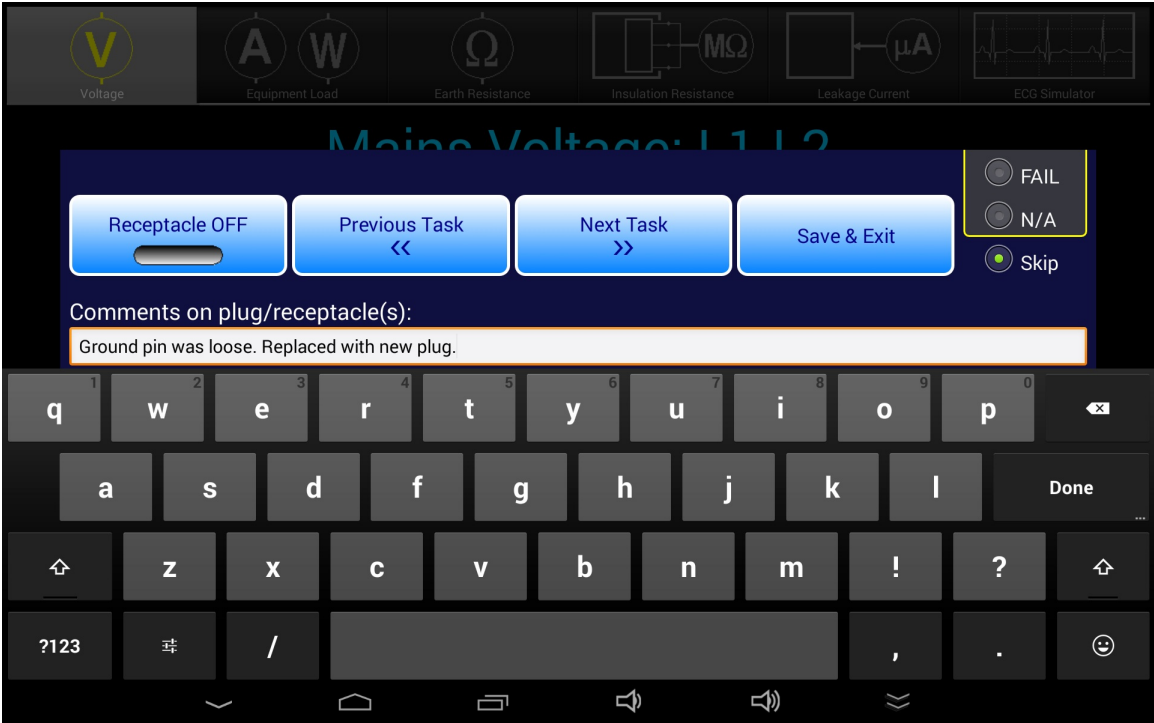 V
A W
Ω
MΩ
µA
Voltage
Equipment Load
Earth Resistance
Insulation Resistance
Leakage Current
ECG Simulator
Mains Voltage: L1-L2
FAIL
N/A
Skip
Receptacle OFF
Previous Task
<<
Next Task
>>
Save & Exit
Comments on plug/receptacle(s):
Ground pin was loose. Replaced with new plug.
1 2 3 4 5 6 7 8 9 0
q w e r t y u i o p
a s d f g h j k l Done
...
z x c v b n m ! ?
?123 / , .